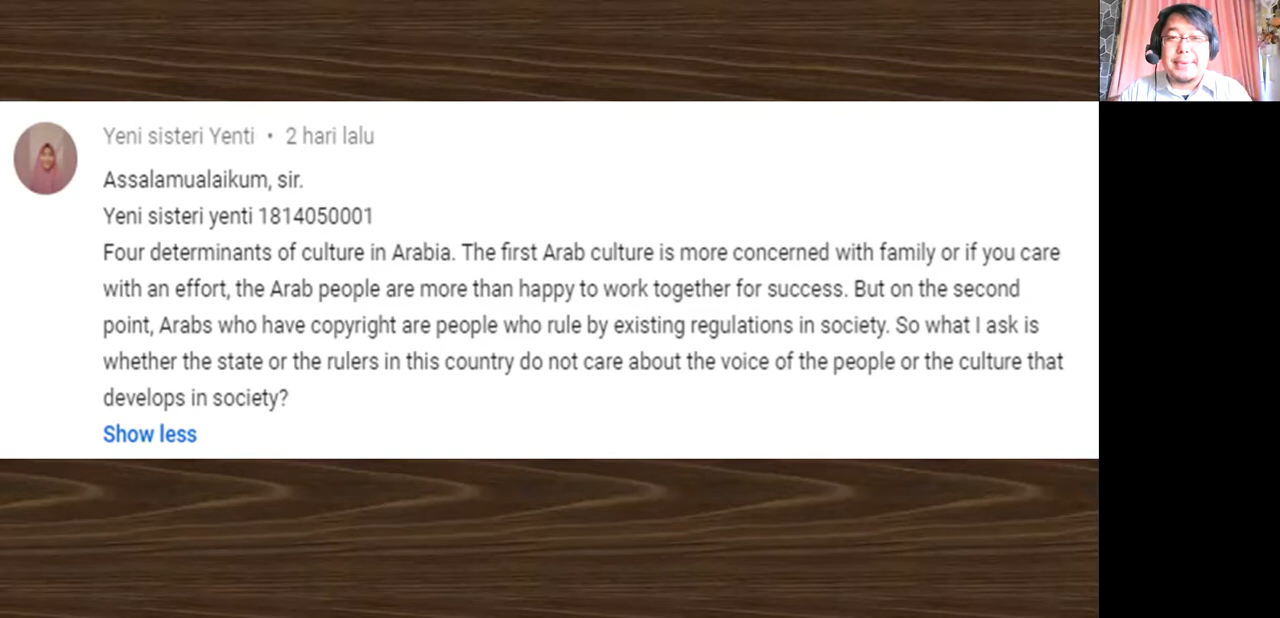 Yeni sisteri Yenti • 2 hari lalu
Assalamualaikum, sir.
Yeni sisteri yenti 1814050001
Four determinants of culture in Arabia. The first Arab culture is more concerned with family or if you care
with an effort, the Arab people are more than happy to work together for success. But on the second
point, Arabs who have copyright are people who rule by existing regulations in society. So what I ask is
whether the state or the rulers in this country do not care about the voice of the people or the culture that
develops in society?
Show less